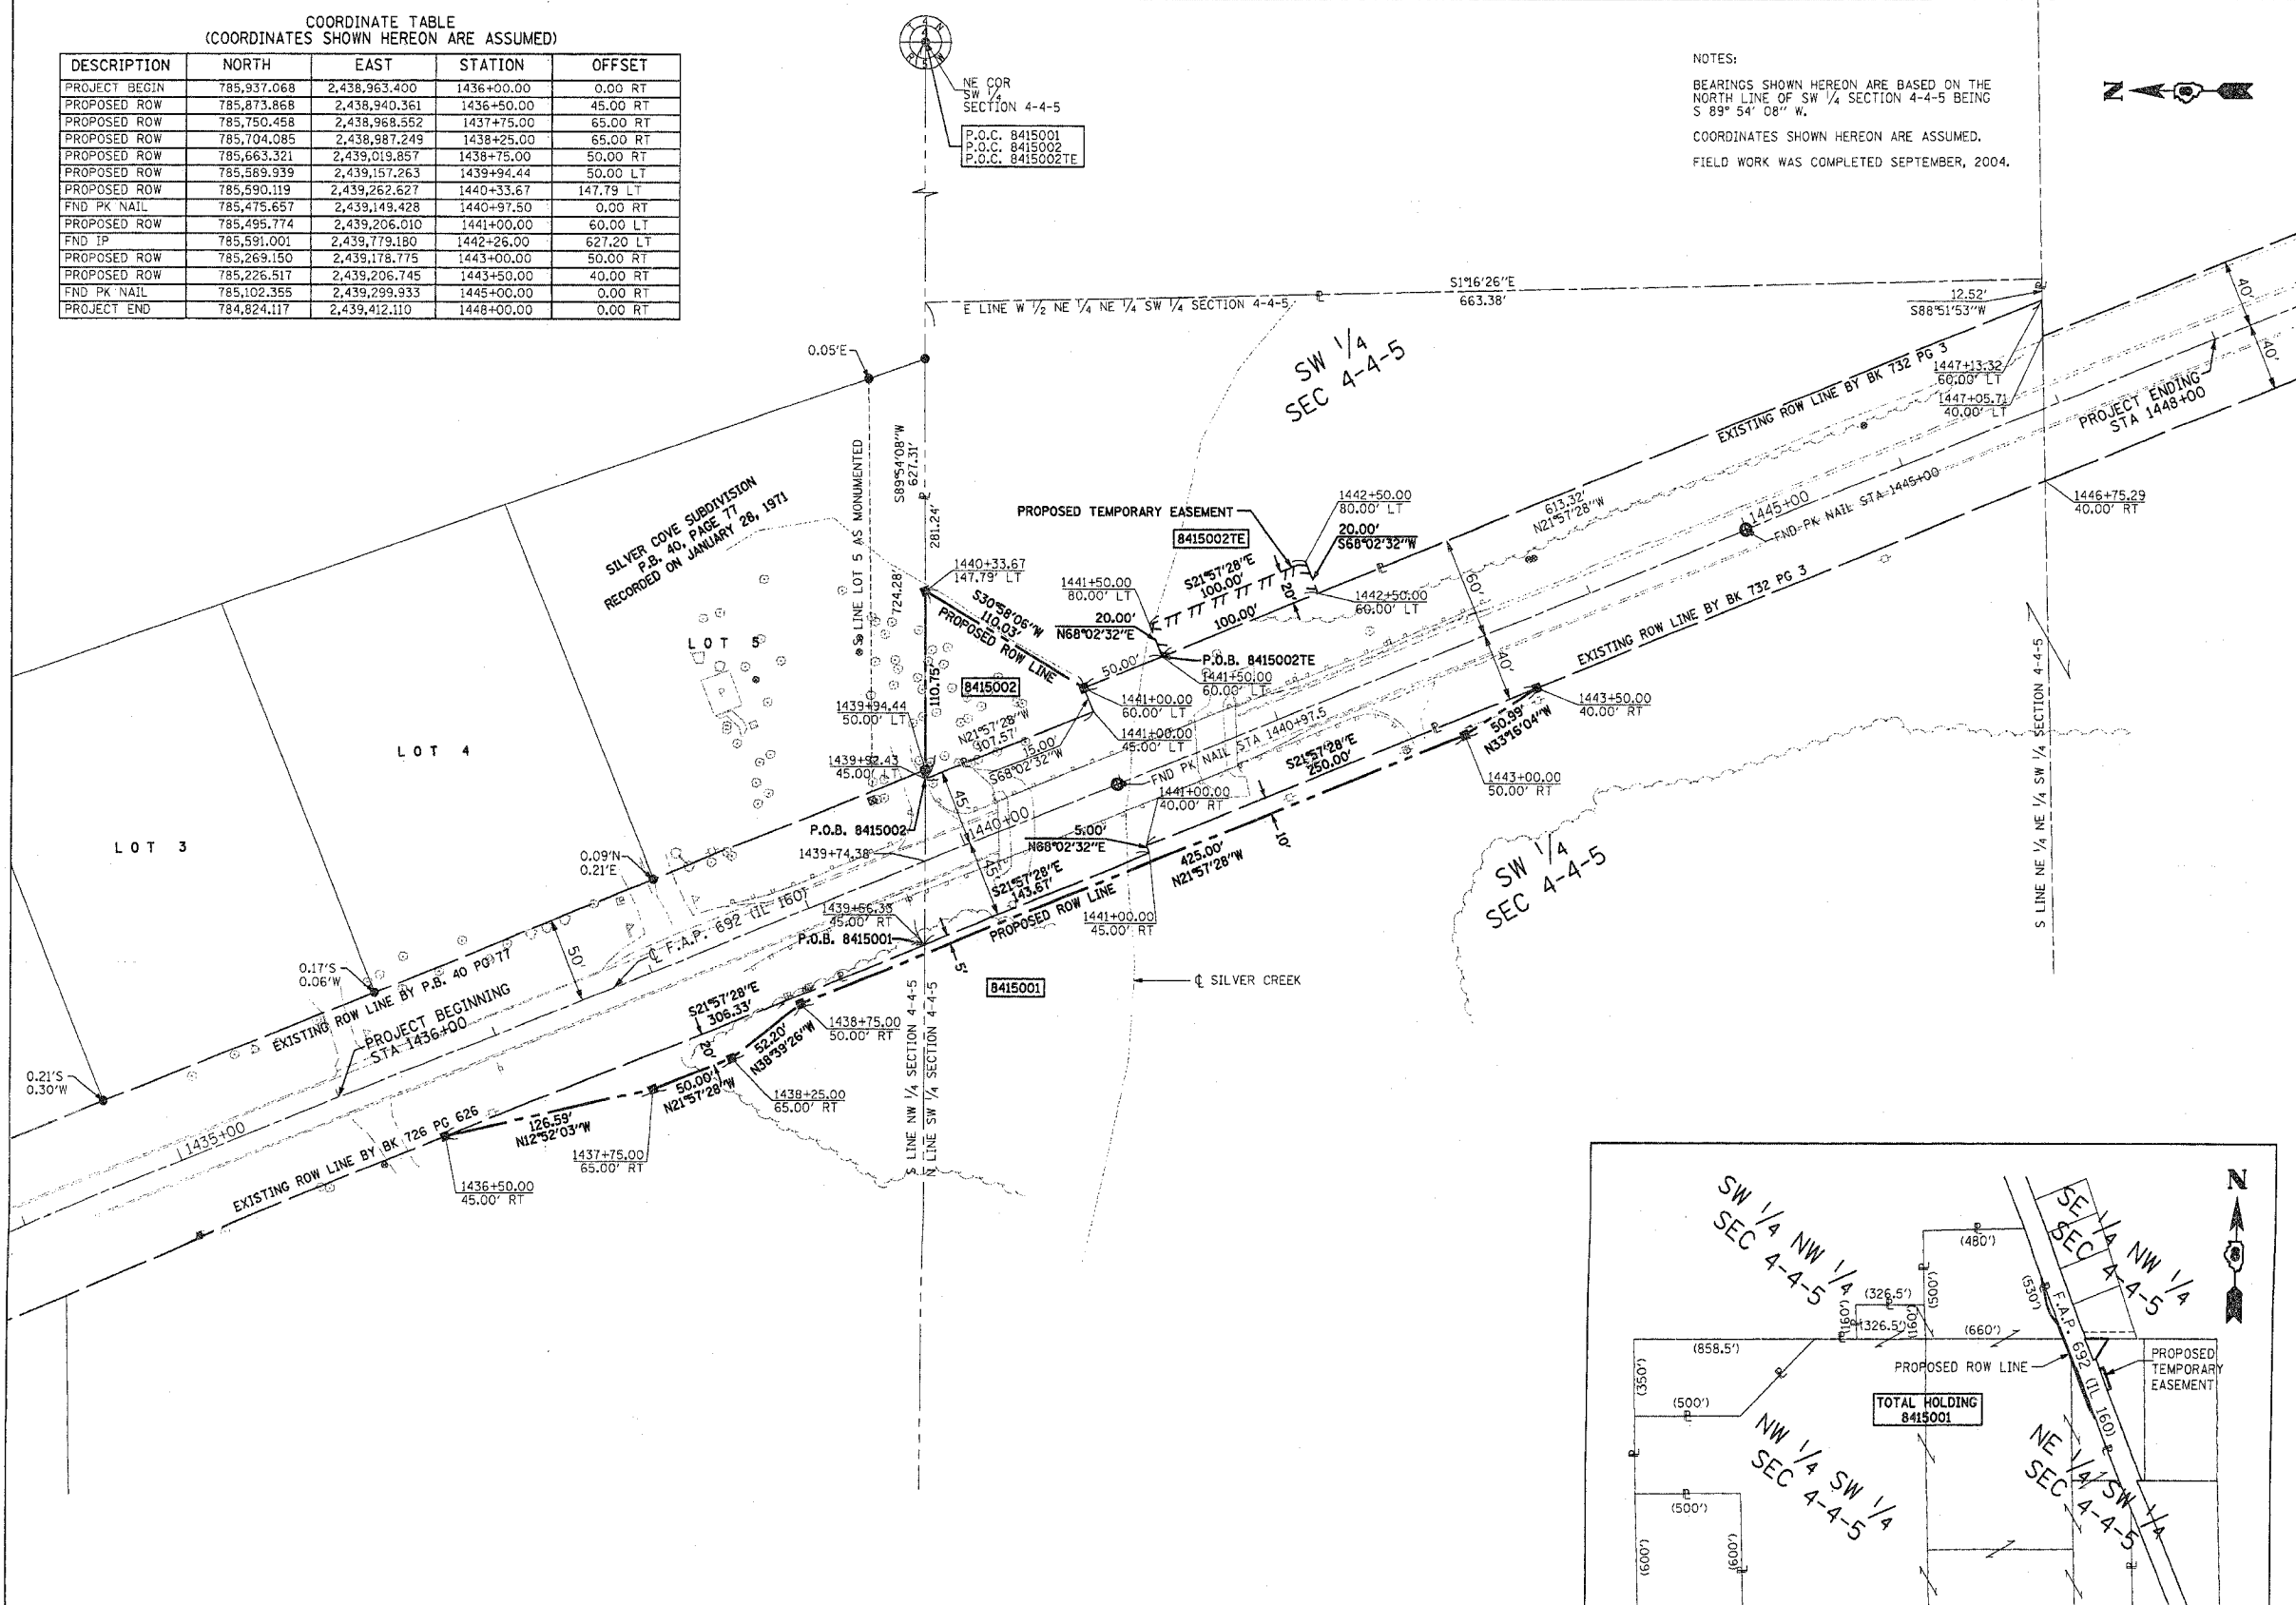 COORDINATE TABLE
(COORDINATES SHOWN HEREON ARE ASSUMED)
DESCRIPTION NORTH EAST STATION OFFSET
PROJECT BEGIN 785,937.068 2,438,963.400 1436+00.00 0.00 RT
PROPOSED ROW 785,873.868 2,438,940.361 1436+50.00 45.00 RT
PROPOSED ROW 785,750.458 2,438,968.552 1437+75.00 65.00 RT
PROPOSED ROW 785,704.085 2,438,987.249 1438+25.00 65.00 RT
PROPOSED ROW 785,663.321 2,439,019.857 1438+75.00 50.00 RT
PROPOSED ROW 785,589.939 2,439,157.263 1439+94.44 50.00 LT
PROPOSED ROW 785,590.119 2,439,262.627 1440+33.67 147.79 LT
FND PK NAIL 785,475.657 2,439,149.428 1440+97.50 0.00 RT
PROPOSED ROW 785,495.774 2,439,206.010 1441+00.00 60.00 LT
FND IP 785,591.001 2,439,779.180 1442+26.00 627.20 LT
PROPOSED ROW 785,269.150 2,439,178.775 1443+00.00 50.00 RT
PROPOSED ROW 785,226.517 2,439,206.745 1443+50.00 40.00 RT
FND PK NAIL 785,102.355 2,439,299.933 1445+00.00 0.00 RT
PROJECT END 784,824.117 2,439,412.110 1448+00.00 0.00 RT
NE COR
SW 1/4
SECTION 4-4-5
P.O.C. 8415001
P.O.C. 8415002
P.O.C. 8415002TE
NOTES:
BEARINGS SHOWN HEREON ARE BASED ON THE
NORTH LINE OF SW 1/4 SECTION 4-4-5 BEING
S 89° 54' 08" W.
COORDINATES SHOWN HEREON ARE ASSUMED.
FIELD WORK WAS COMPLETED SEPTEMBER, 2004.
N
E LINE W 1/2 NE 1/4 NE 1/4 SW 1/4 SECTION 4-4-5
S1°16'26"E
663.38'
12.52'
S88°51'53"W
40'
40'
1447+13.32
60.00' LT
1447+05.71
40.00' LT
PROJECT ENDING
STA 1448+00
EXISTING ROW LINE BY BK 732 PG 3
0.05'E
SW 1/4
SEC 4-4-5
S89°54'08"W
627.31'
281.24'
S LINE LOT 5 AS MONUMENTED
724.28'
SILVER COVE SUBDIVISION
P.B. 40, PAGE 77
RECORDED ON JANUARY 28, 1971
PROPOSED TEMPORARY EASEMENT
8415002TE
1442+50.00
80.00' LT
20.00'
S68°02'32"W
613.32'
N21°57'28"W
1445+00
FND PK NAIL STA 1445+00
1446+75.29
40.00' RT
1440+33.67
147.79' LT
S30°58'06"W
110.03'
PROPOSED ROW LINE
1441+50.00
80.00' LT
20.00'
N68°02'32"E
S21°57'28"E
100.00'
20'
100.00'
1442+50.00
60.00' LT
60'
40'
EXISTING ROW LINE BY BK 732 PG 3
50.00'
P.O.B. 8415002TE
1441+50.00
60.00' LT
LOT 5
8415002
110.75'
1441+00.00
60.00' LT
1441+00.00
45.00' LT
1443+50.00
40.00' RT
1439+94.44
50.00' LT
N21°57'28"W
107.57'
15.00'
S68°02'32"W
FND PK NAIL STA 1440+97.5
S21°57'28"E
250.00'
50.99'
N33°16'04"W
S LINE NE 1/4 NE 1/4 SW 1/4 SECTION 4-4-5
LOT 4
1439+92.43
45.00' LT
1441+00.00
40.00' RT
1443+00.00
50.00' RT
P.O.B. 8415002
45'
1440+00
5.00'
N68°02'32"E
10'
LOT 3
1439+74.38
45'
S21°57'28"E
143.67'
425.00'
N21°57'28"W
SW 1/4
SEC 4-4-5
0.09'N
0.21'E
℄ F.A.P. 692 (IL 160)
1439+56.33
45.00' RT
P.O.B. 8415001
PROPOSED ROW LINE
1441+00.00
45.00' RT
50'
5'
8415001
℄ SILVER CREEK
0.17'S
0.06'W
EXISTING ROW LINE BY P.B. 40 PG 77
PROJECT BEGINNING
STA 1436+00
S21°57'28"E
306.33'
20'
52.20'
N38°39'26"W
1438+75.00
50.00' RT
S LINE NW 1/4 SECTION 4-4-5
N LINE SW 1/4 SECTION 4-4-5
0.21'S
0.30'W
50.00'
N21°57'28"W
1438+25.00
65.00' RT
1435+00
126.59'
N12°52'03"W
1437+75.00
65.00' RT
EXISTING ROW LINE BY BK 726 PG 626
1436+50.00
45.00' RT
N
SW 1/4 NW 1/4
SEC 4-4-5
SE 1/4 NW 1/4
SEC 4-4-5
(480')
(500')
(530')
(326.5')
(160')
(326.5')
(160')
(660')
(858.5')
(350')
(500')
F.A.P. 692 (IL 160)
PROPOSED ROW LINE
PROPOSED
TEMPORARY
EASEMENT
TOTAL HOLDING
8415001
NW 1/4 SW 1/4
SEC 4-4-5
NE 1/4 SW 1/4
SEC 4-4-5
(500')
(600')
(600')